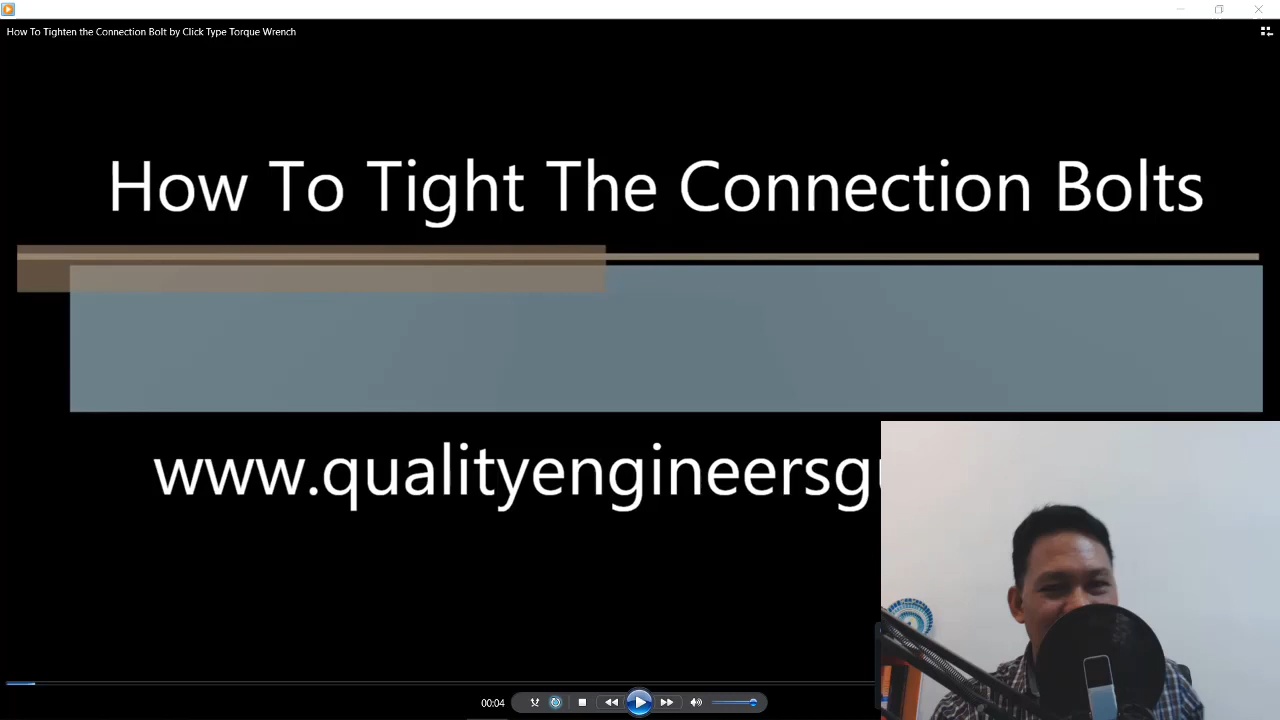 How To Tighten the Connection Bolt by Click Type Torque Wrench
How To Tight The Connection Bolts
www.qualityengineersgu
00:04